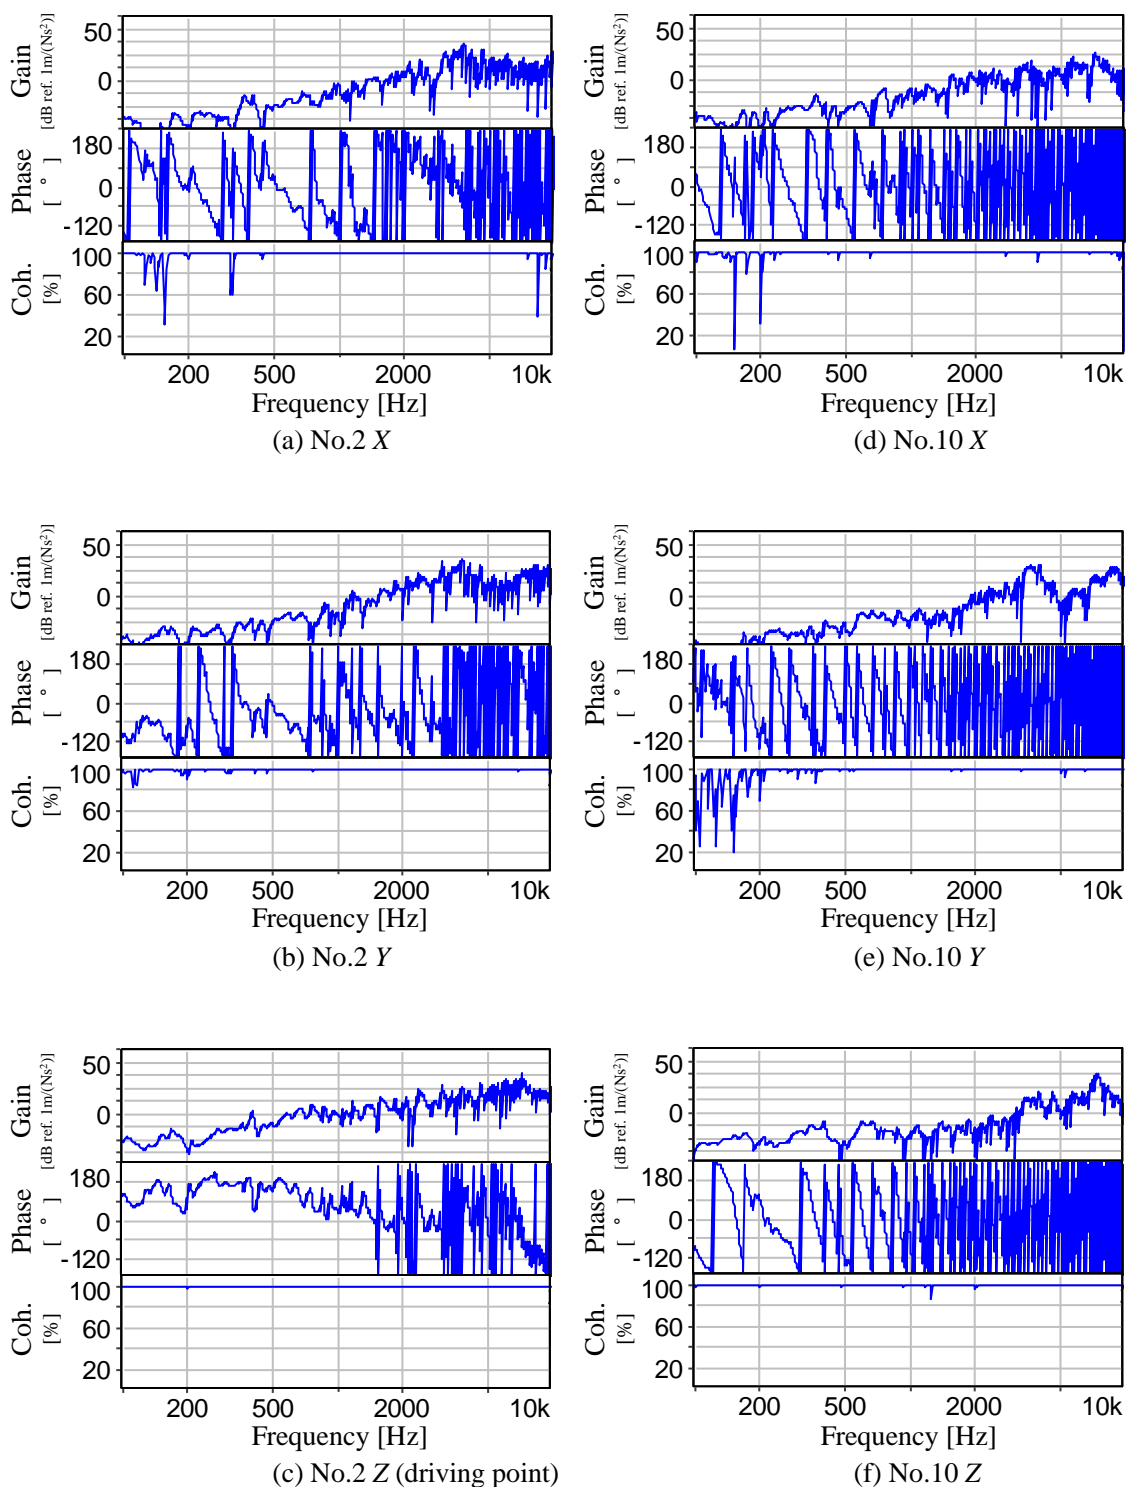 Gain
[dB ref. 1m/(Ns²)]
50
0
Phase
[ ° ]
180
0
-120
Coh.
[%]
100
60
20
200 500 2000 10k
Frequency [Hz]
(a) No.2 X
Gain
[dB ref. 1m/(Ns²)]
50
0
Phase
[ ° ]
180
0
-120
Coh.
[%]
100
60
20
200 500 2000 10k
Frequency [Hz]
(d) No.10 X
Gain
[dB ref. 1m/(Ns²)]
50
0
Phase
[ ° ]
180
0
-120
Coh.
[%]
100
60
20
200 500 2000 10k
Frequency [Hz]
(b) No.2 Y
Gain
[dB ref. 1m/(Ns²)]
50
0
Phase
[ ° ]
180
0
-120
Coh.
[%]
100
60
20
200 500 2000 10k
Frequency [Hz]
(e) No.10 Y
Gain
[dB ref. 1m/(Ns²)]
50
0
Phase
[ ° ]
180
0
-120
Coh.
[%]
100
60
20
200 500 2000 10k
Frequency [Hz]
(c) No.2 Z (driving point)
Gain
[dB ref. 1m/(Ns²)]
50
0
Phase
[ ° ]
180
0
-120
Coh.
[%]
100
60
20
200 500 2000 10k
Frequency [Hz]
(f) No.10 Z